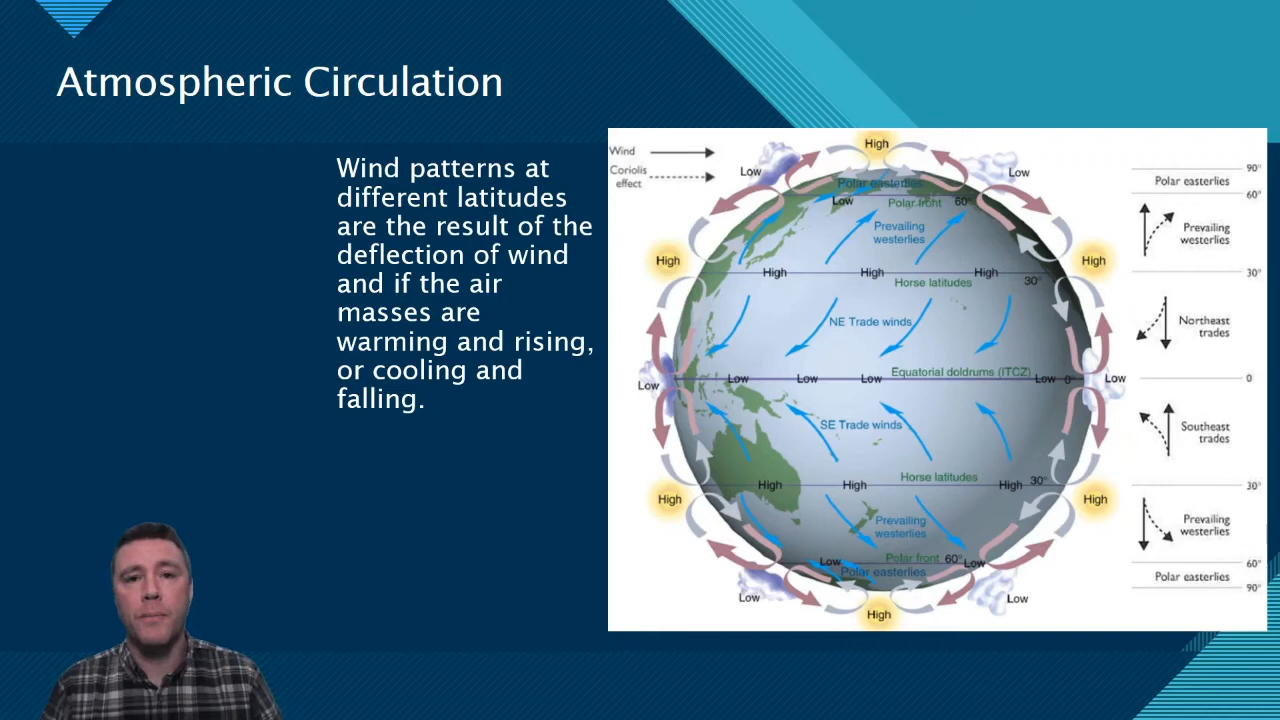 Atmospheric Circulation
Wind patterns at
different latitudes
are the result of the
deflection of wind
and if the air
masses are
warming and rising,
or cooling and
falling.
Wind
Coriolis
effect
High
Low
Low
Polar easterlies
Low
Polar front
60°
Prevailing
westerlies
High
High
High
High
High
Horse latitudes
30°
NE Trade winds
Low
Low
Low
Low
Equatorial doldrums (ITCZ)
Low
0°
Low
SE Trade winds
Horse latitudes
High
High
High
High
30°
High
Prevailing
westerlies
Low
Polar front
60°
Low
Polar easterlies
Low
Low
High
90°
Polar easterlies
60°
Prevailing
westerlies
30°
Northeast
trades
0
Southeast
trades
30°
Prevailing
westerlies
60°
Polar easterlies
90°